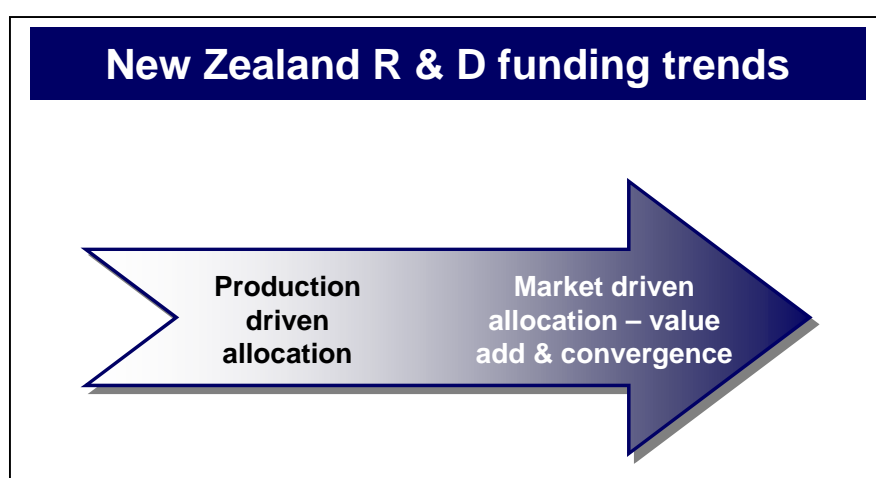 New Zealand R & D funding trends
Production
driven
allocation
Market driven
allocation – value
add & convergence